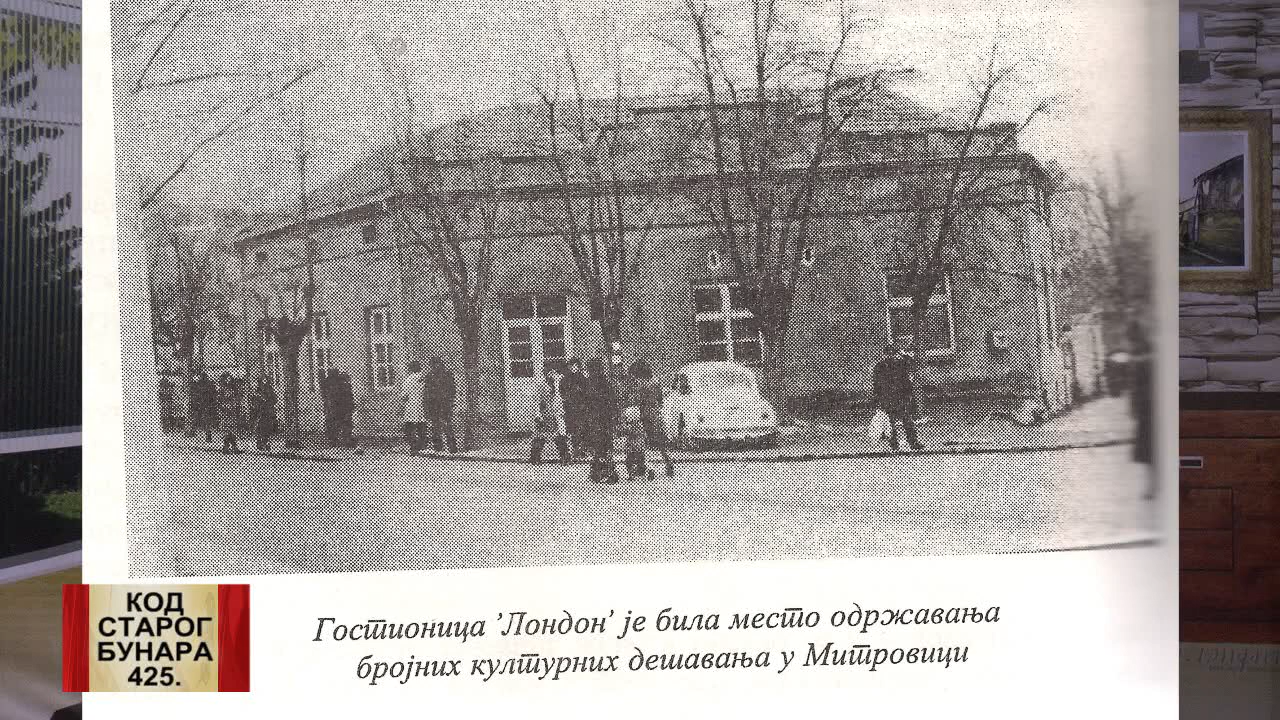 Гостионица 'Лондон' је била место одржавања
бројних културних дешавања у Митровици
КОД
СТАРОГ
БУНАРА
425.